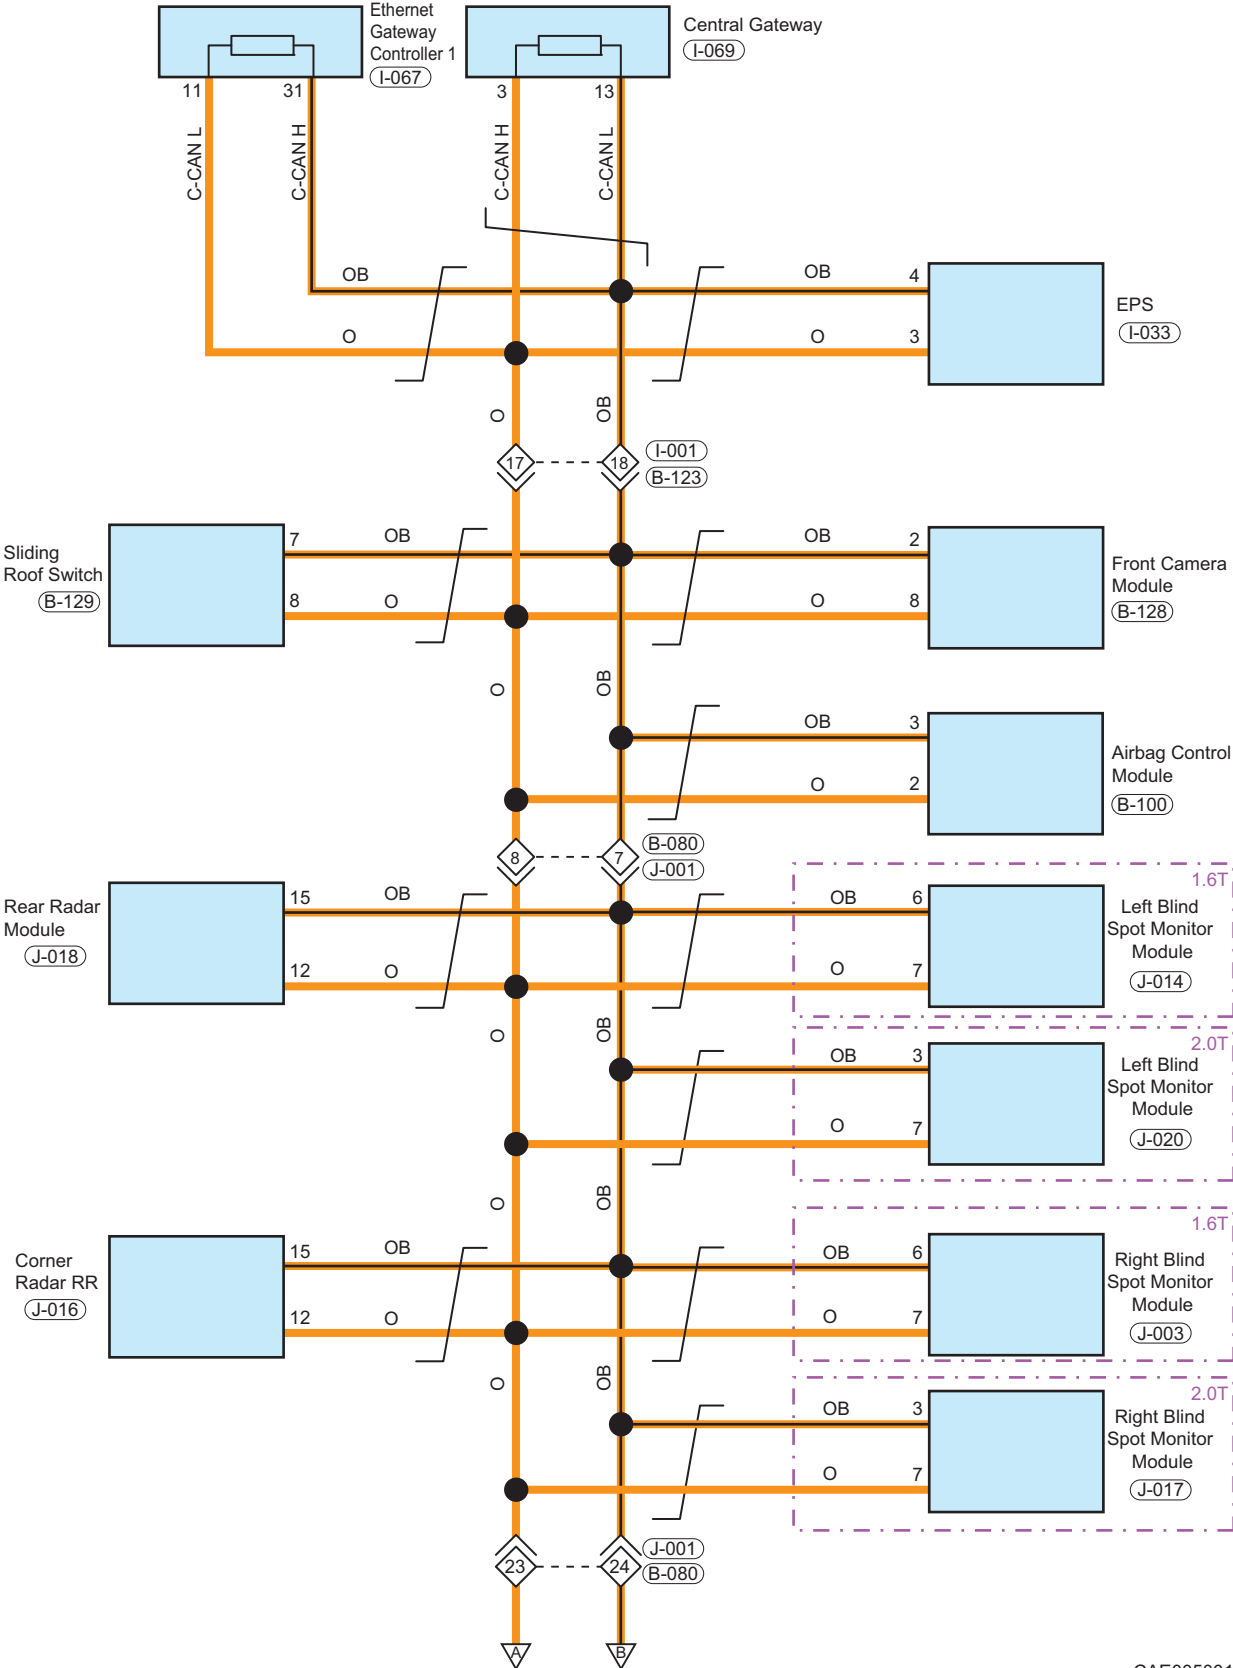 Ethernet
Gateway
Controller 1
I-067
Central Gateway
I-069
11
31
3
13
C-CAN L
C-CAN H
C-CAN H
C-CAN L
OB
OB
4
EPS
I-033
O
O
3
O
OB
17
18
I-001
B-123
Sliding
Roof Switch
B-129
7
OB
OB
2
Front Camera
Module
B-128
8
O
O
8
O
OB
OB
3
Airbag Control
Module
B-100
O
2
8
7
B-080
J-001
1.6T
Rear Radar
Module
J-018
15
OB
OB
6
Left Blind
Spot Monitor
Module
J-014
12
O
O
7
O
OB
2.0T
OB
3
Left Blind
Spot Monitor
Module
J-020
O
7
O
OB
1.6T
Corner
Radar RR
J-016
15
OB
OB
6
Right Blind
Spot Monitor
Module
J-003
12
O
O
7
O
OB
2.0T
OB
3
Right Blind
Spot Monitor
Module
J-017
O
7
23
24
J-001
B-080
A
B